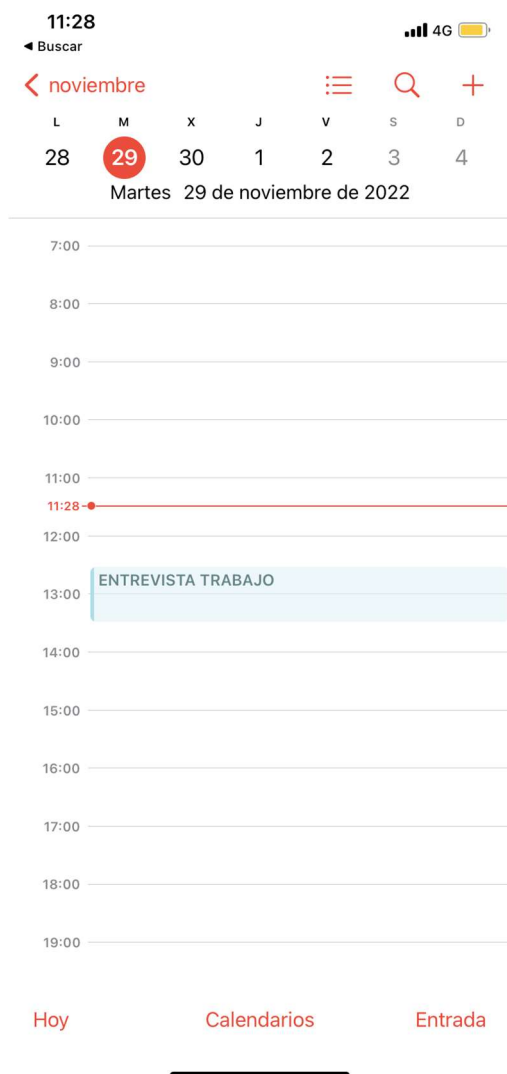 11:28
4G
◀ Buscar
noviembre
L M X J V S D
28 29 30 1 2 3 4
Martes 29 de noviembre de 2022
7:00
8:00
9:00
10:00
11:00
11:28
12:00
ENTREVISTA TRABAJO
13:00
14:00
15:00
16:00
17:00
18:00
19:00
Hoy Calendarios Entrada